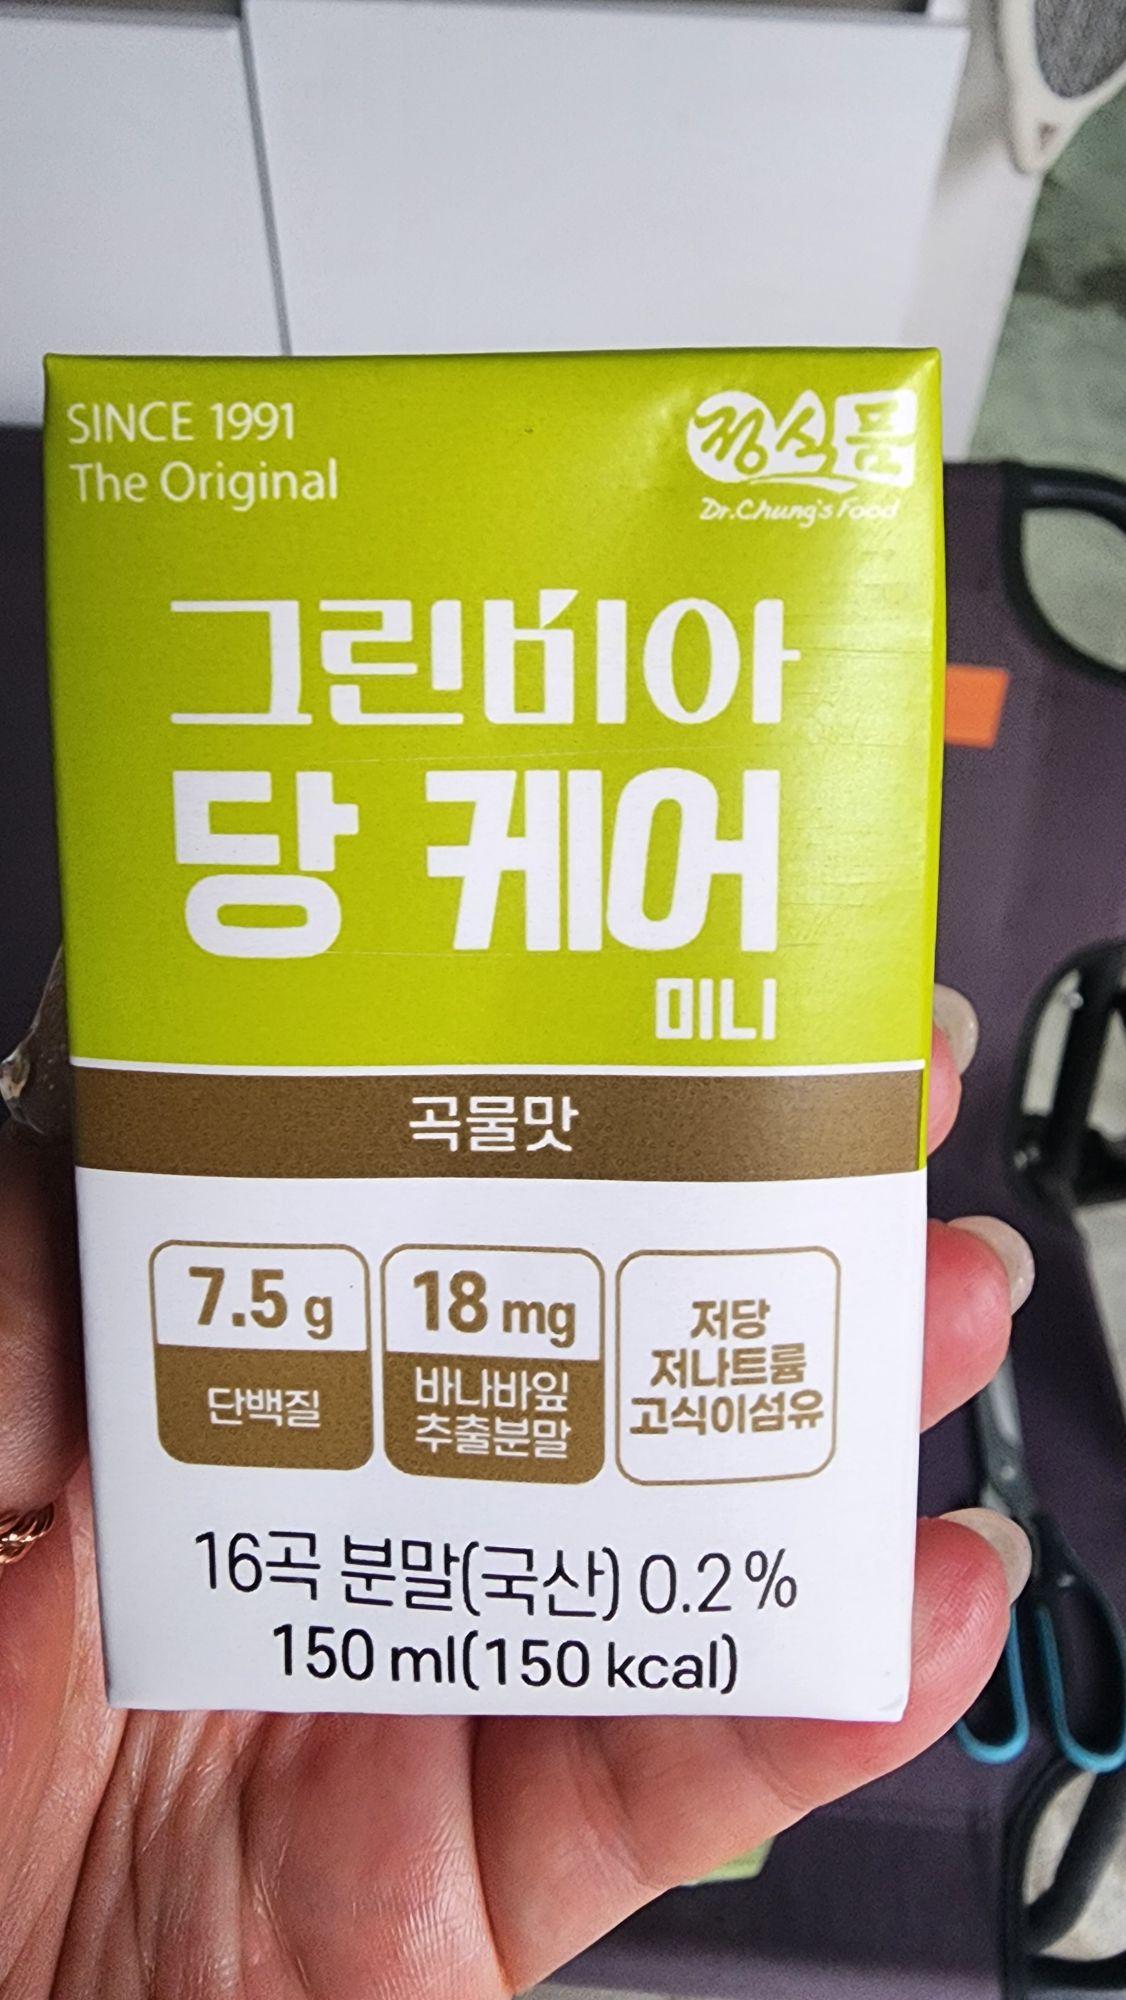 SINCE 1991
The Original
정식품
Dr.Chung's Food
그린비아
당 케어
미니
곡물맛
7.5 g
단백질
18 mg
바나바잎
추출분말
저당
저나트륨
고식이섬유
16곡 분말(국산) 0.2%
150 ml(150 kcal)